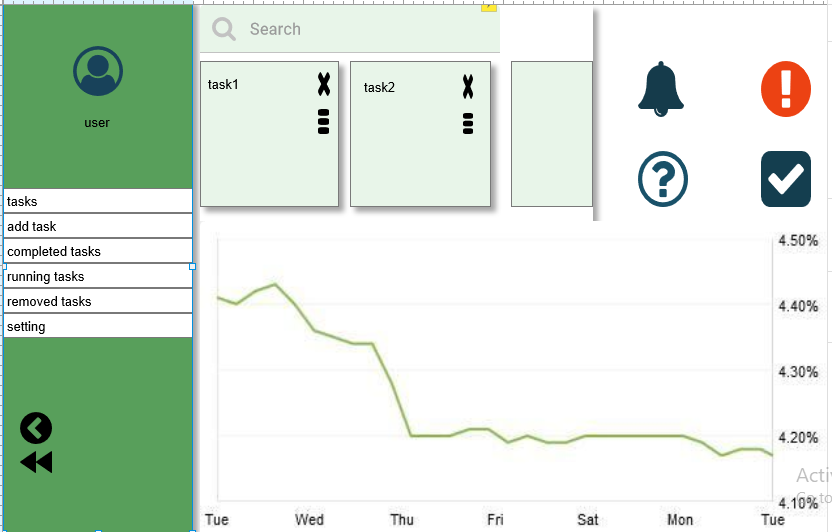 Search
user
task1
task2
tasks
add task
completed tasks
running tasks
removed tasks
setting
4.50%
4.40%
4.30%
4.20%
Acti
4.10%
Go to
Tue Wed Thu Fri Sat Mon Tue